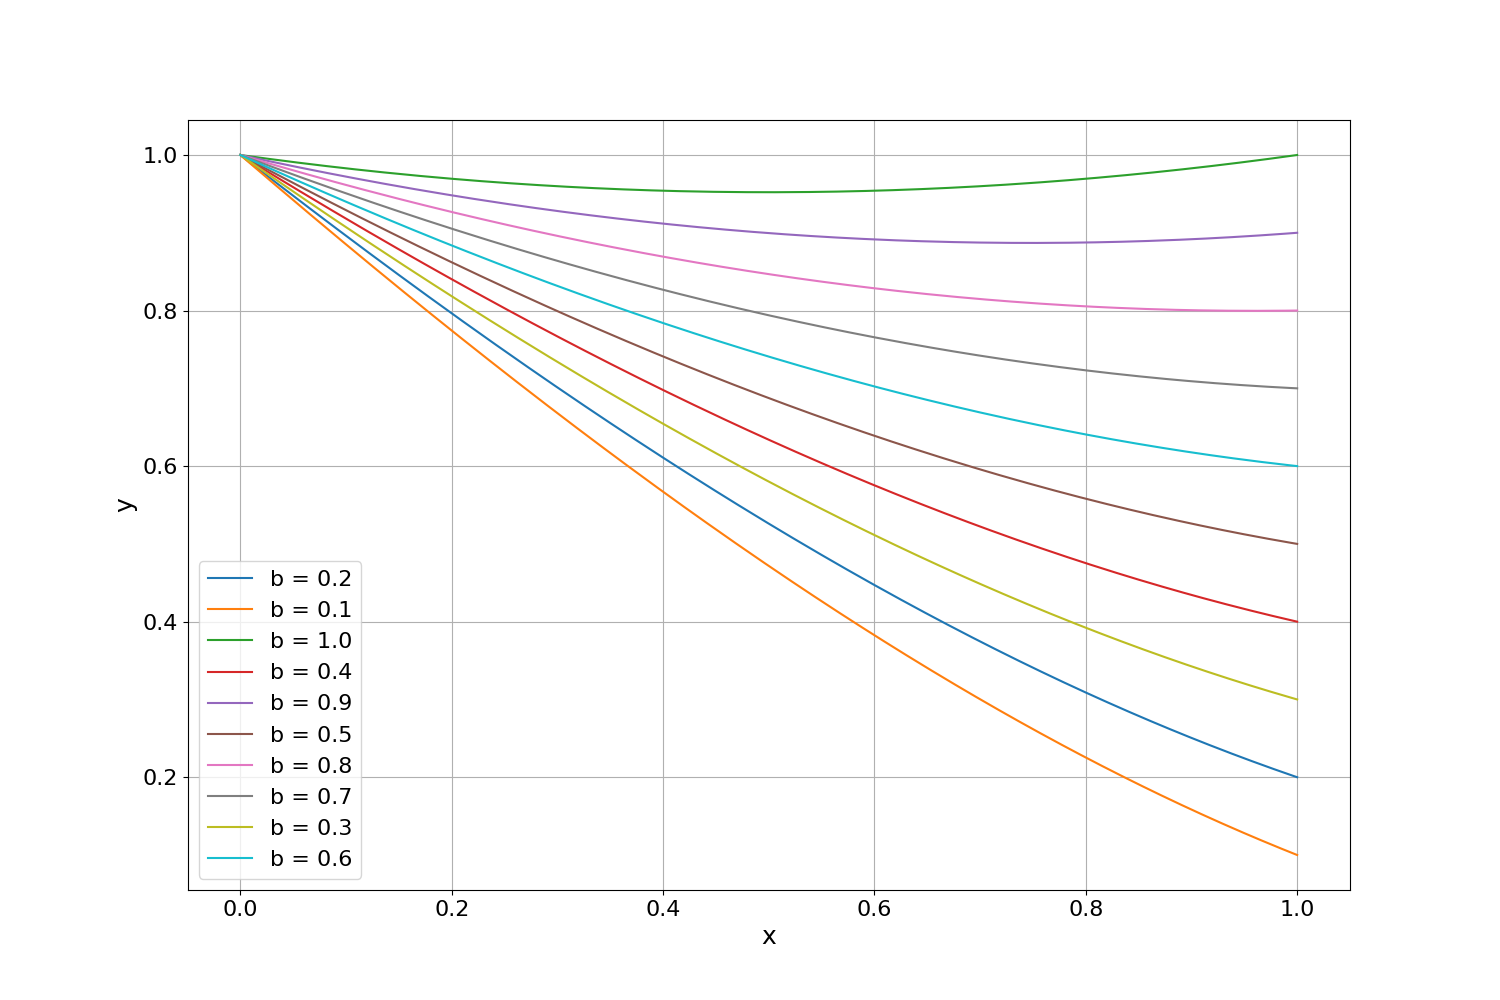 1.0
0.8
0.6
0.4
0.2
y
b = 0.2
b = 0.1
b = 1.0
b = 0.4
b = 0.9
b = 0.5
b = 0.8
b = 0.7
b = 0.3
b = 0.6
0.0 0.2 0.4 0.6 0.8 1.0
x